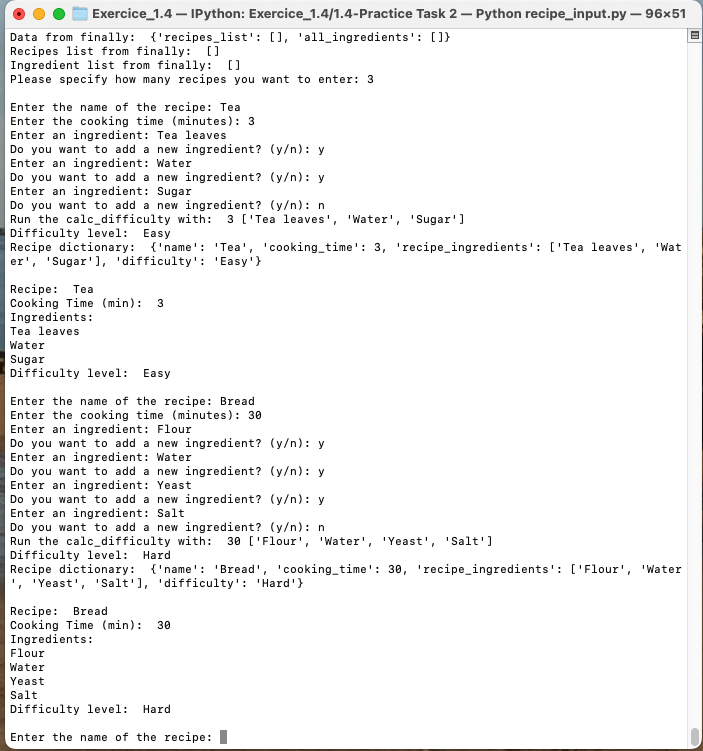 Exercice_1.4 — IPython: Exercice_1.4/1.4-Practice Task 2 — Python recipe_input.py — 96×51
Data from finally:  {'recipes_list': [], 'all_ingredients': []}
Recipes list from finally:  []
Ingredient list from finally:  []
Please specify how many recipes you want to enter: 3

Enter the name of the recipe: Tea
Enter the cooking time (minutes): 3
Enter an ingredient: Tea leaves
Do you want to add a new ingredient? (y/n): y
Enter an ingredient: Water
Do you want to add a new ingredient? (y/n): y
Enter an ingredient: Sugar
Do you want to add a new ingredient? (y/n): n
Run the calc_difficulty with:  3 ['Tea leaves', 'Water', 'Sugar']
Difficulty level:  Easy
Recipe dictionary:  {'name': 'Tea', 'cooking_time': 3, 'recipe_ingredients': ['Tea leaves', 'Wat
er', 'Sugar'], 'difficulty': 'Easy'}

Recipe:  Tea
Cooking Time (min):  3
Ingredients:
Tea leaves
Water
Sugar
Difficulty level:  Easy

Enter the name of the recipe: Bread
Enter the cooking time (minutes): 30
Enter an ingredient: Flour
Do you want to add a new ingredient? (y/n): y
Enter an ingredient: Water
Do you want to add a new ingredient? (y/n): y
Enter an ingredient: Yeast
Do you want to add a new ingredient? (y/n): y
Enter an ingredient: Salt
Do you want to add a new ingredient? (y/n): n
Run the calc_difficulty with:  30 ['Flour', 'Water', 'Yeast', 'Salt']
Difficulty level:  Hard
Recipe dictionary:  {'name': 'Bread', 'cooking_time': 30, 'recipe_ingredients': ['Flour', 'Water
', 'Yeast', 'Salt'], 'difficulty': 'Hard'}

Recipe:  Bread
Cooking Time (min):  30
Ingredients:
Flour
Water
Yeast
Salt
Difficulty level:  Hard

Enter the name of the recipe: